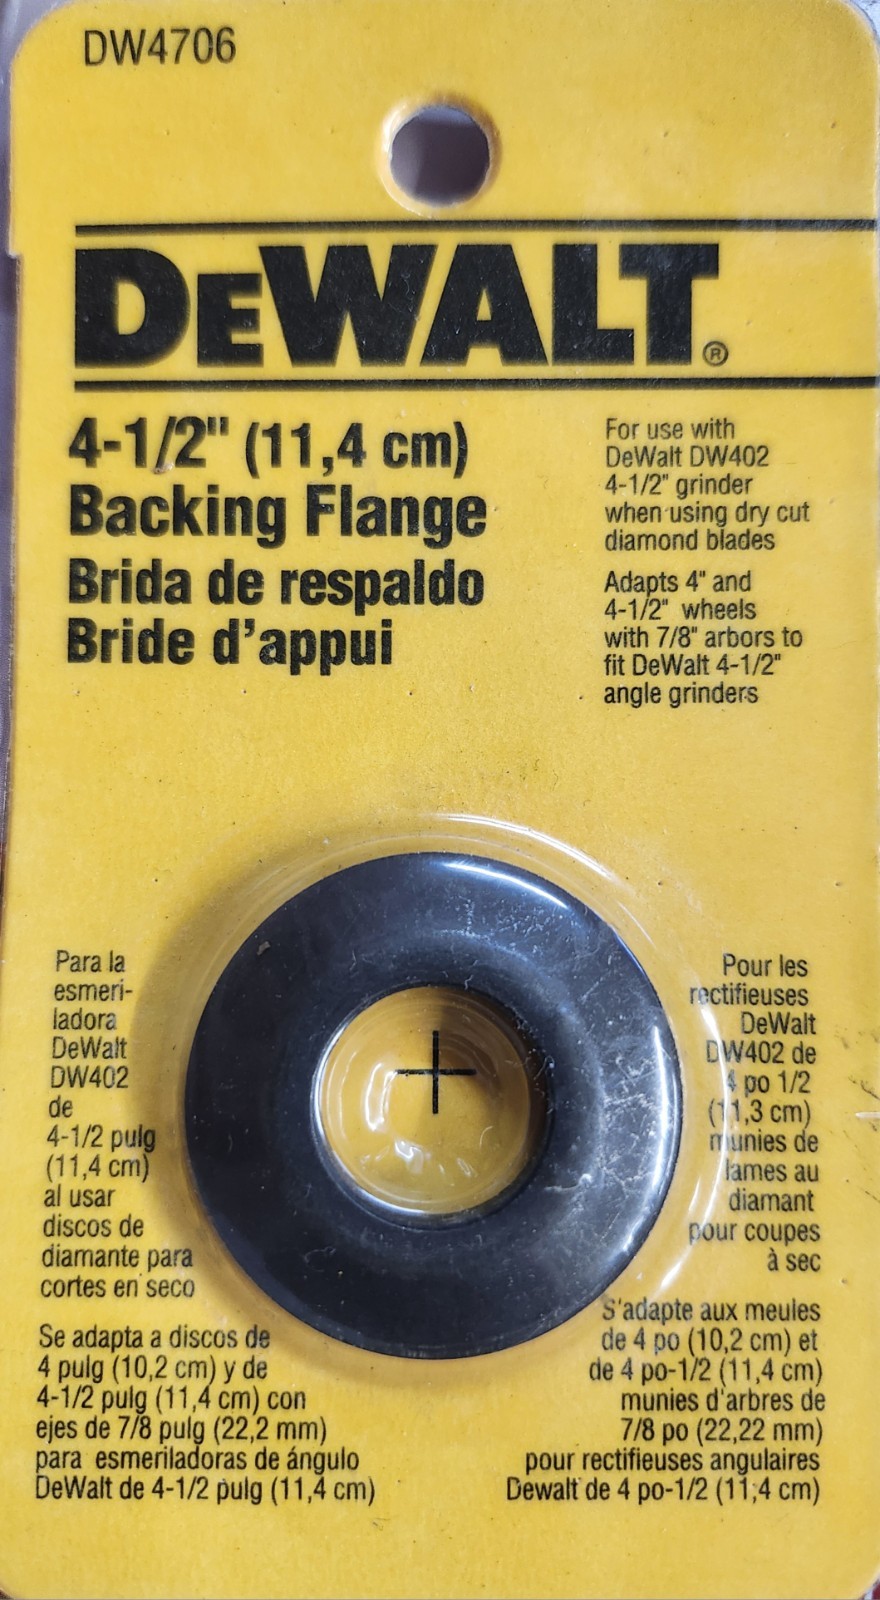 DW4706
DEWALT®
4-1/2" (11,4 cm)
Backing Flange
Brida de respaldo
Bride d'appui
For use with
DeWalt DW402
4-1/2" grinder
when using dry cut
diamond blades
Adapts 4" and
4-1/2" wheels
with 7/8" arbors to
fit DeWalt 4-1/2"
angle grinders
Para la
esmeri-
ladora
DeWalt
DW402
de
4-1/2 pulg
(11,4 cm)
al usar
discos de
diamante para
cortes en seco
Se adapta a discos de
4 pulg (10,2 cm) y de
4-1/2 pulg (11,4 cm) con
ejes de 7/8 pulg (22,2 mm)
para esmeriladoras de ángulo
DeWalt de 4-1/2 pulg (11,4 cm)
Pour les
rectifieuses
DeWalt
DW402 de
4 po 1/2
(11,3 cm)
munies de
lames au
diamant
pour coupes
à sec
S'adapte aux meules
de 4 po (10,2 cm) et
de 4 po-1/2 (11,4 cm)
munies d'arbres de
7/8 po (22,22 mm)
pour rectifieuses angulaires
Dewalt de 4 po-1/2 (11,4 cm)